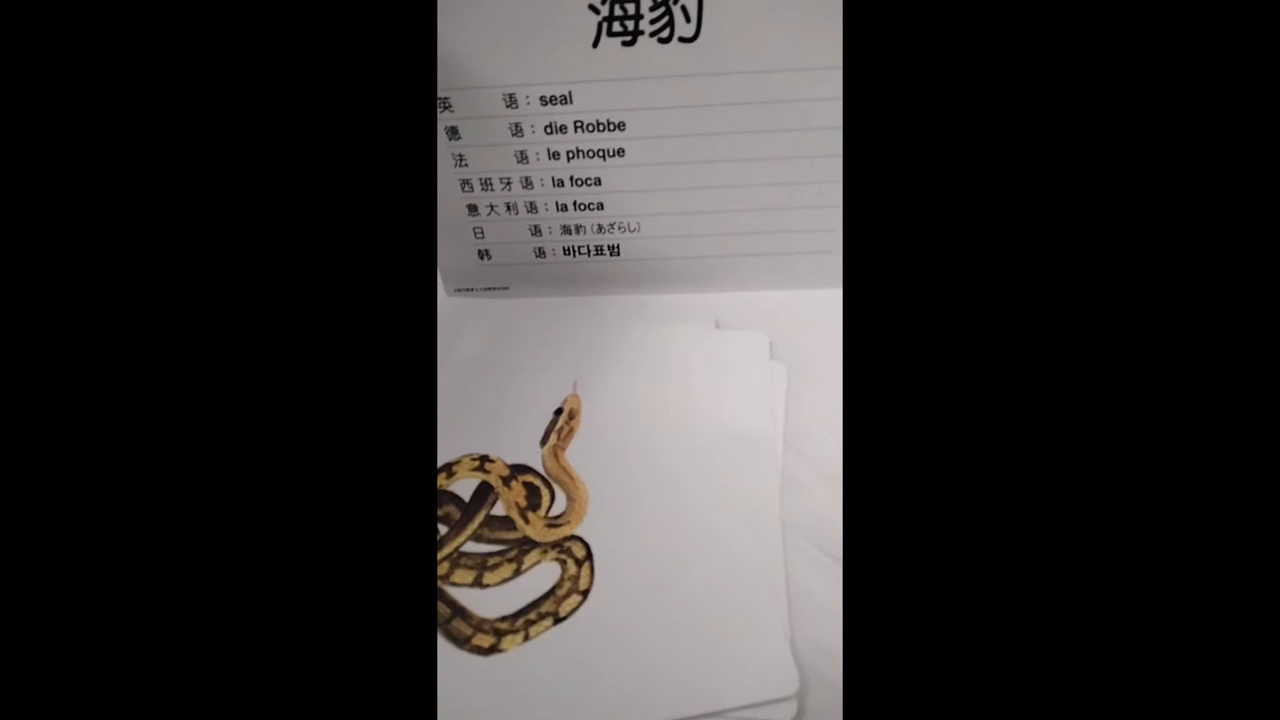 海豹
英 语：seal
德 语：die Robbe
法 语：le phoque
西班牙语：la foca
意大利语：la foca
日 语：海豹（あざらし）
韩 语：바다표범